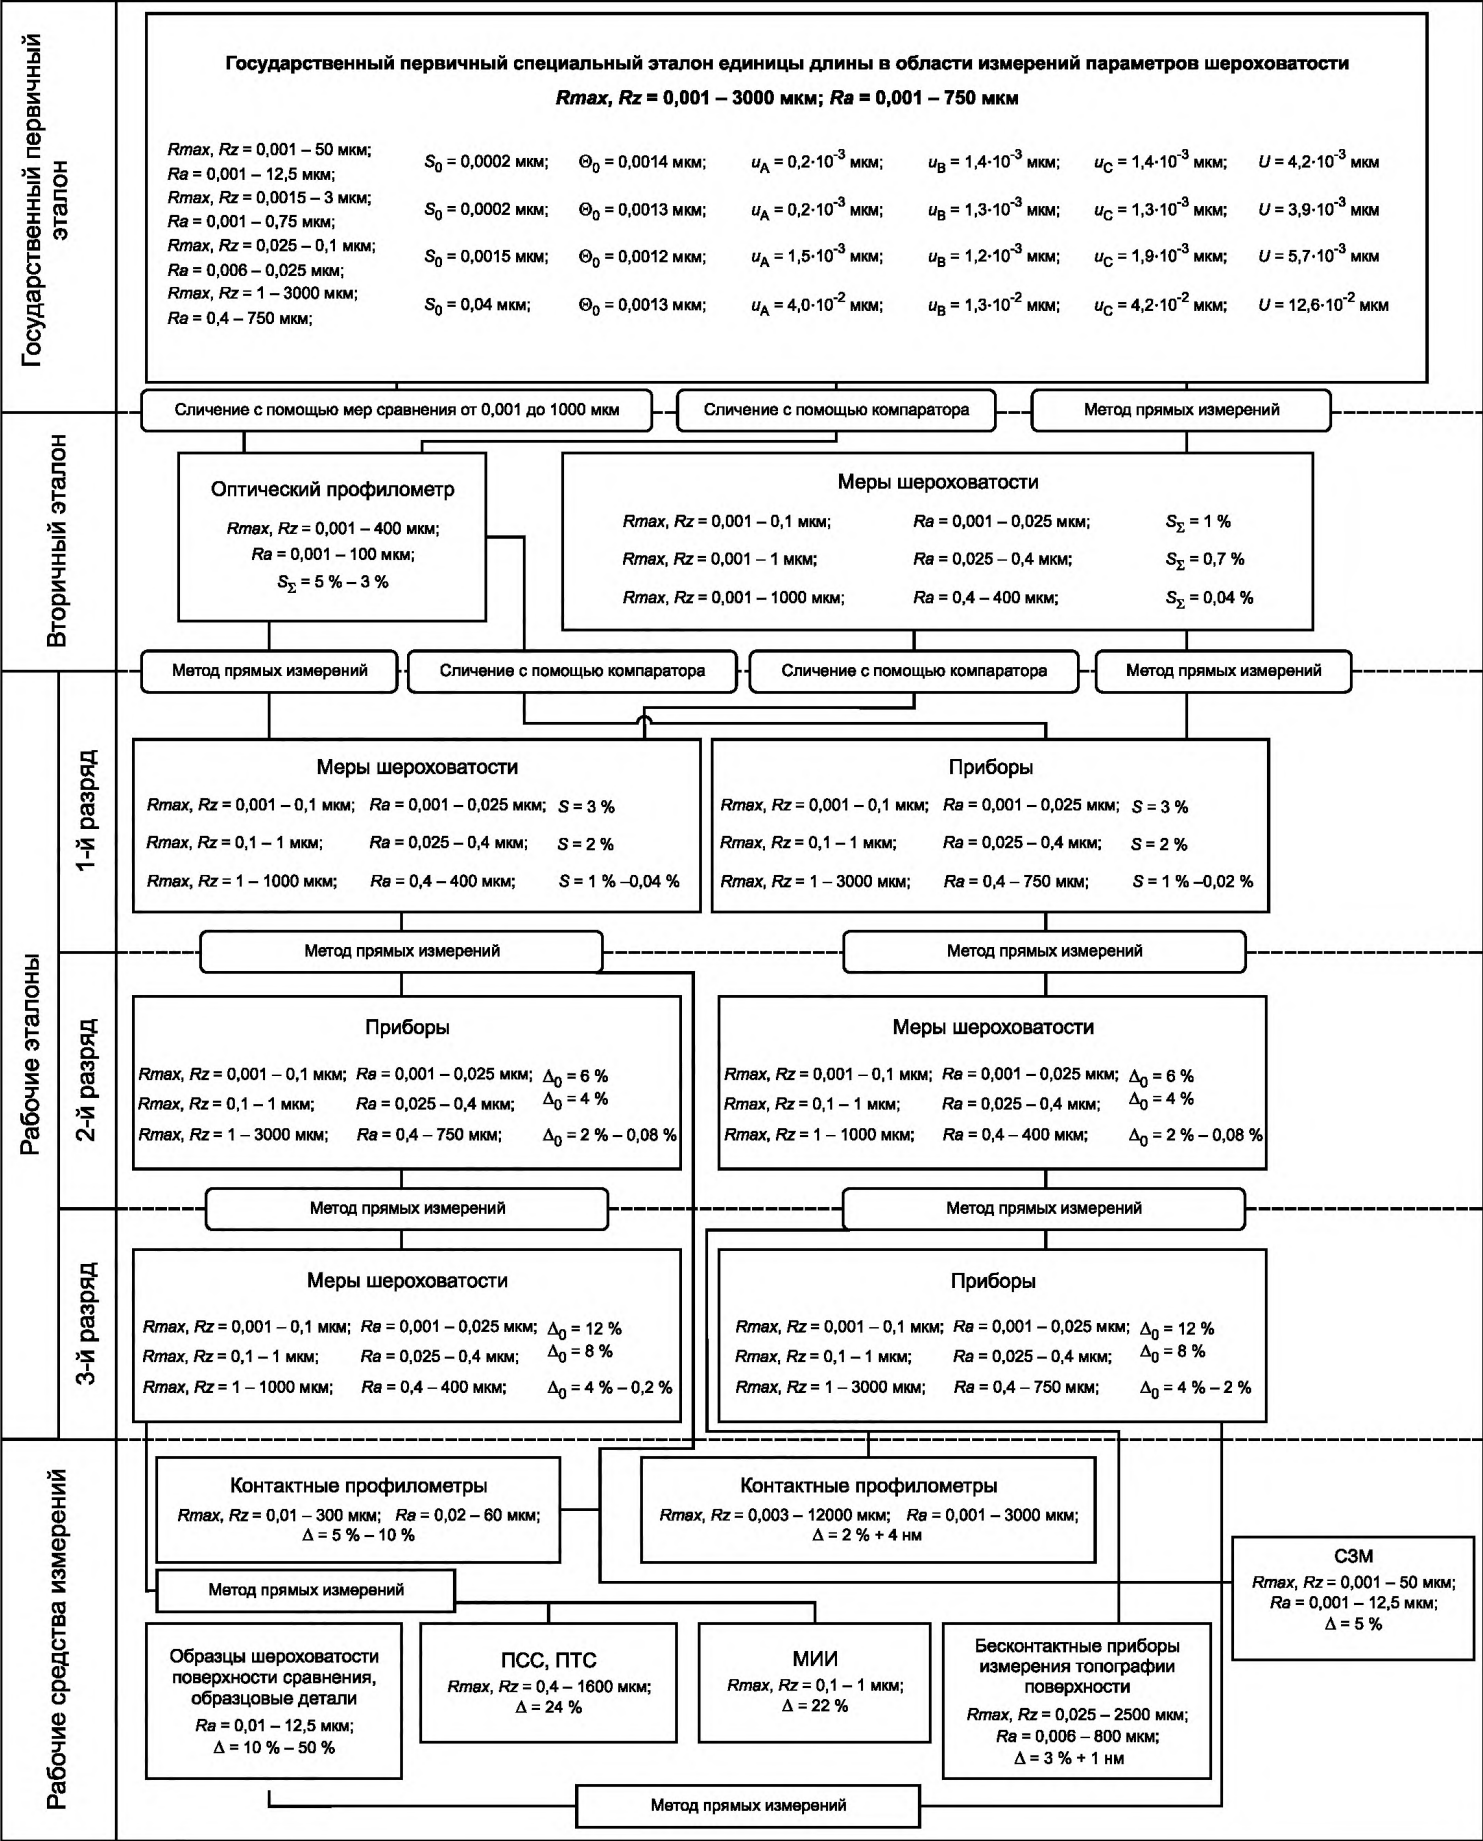 Государственный первичный
эталон
Государственный первичный специальный эталон единицы длины в области измерений параметров шероховатости
Rmax, Rz = 0,001 – 3000 мкм; Ra = 0,001 – 750 мкм
Rmax, Rz = 0,001 – 50 мкм;
Ra = 0,001 – 12,5 мкм;
S0 = 0,0002 мкм; Θ0 = 0,0014 мкм; uA = 0,2·10-3 мкм; uB = 1,4·10-3 мкм; uC = 1,4·10-3 мкм; U = 4,2·10-3 мкм
Rmax, Rz = 0,0015 – 3 мкм;
Ra = 0,001 – 0,75 мкм;
S0 = 0,0002 мкм; Θ0 = 0,0013 мкм; uA = 0,2·10-3 мкм; uB = 1,3·10-3 мкм; uC = 1,3·10-3 мкм; U = 3,9·10-3 мкм
Rmax, Rz = 0,025 – 0,1 мкм;
Ra = 0,006 – 0,025 мкм;
S0 = 0,0015 мкм; Θ0 = 0,0012 мкм; uA = 1,5·10-3 мкм; uB = 1,2·10-3 мкм; uC = 1,9·10-3 мкм; U = 5,7·10-3 мкм
Rmax, Rz = 1 – 3000 мкм;
Ra = 0,4 – 750 мкм;
S0 = 0,04 мкм; Θ0 = 0,0013 мкм; uA = 4,0·10-2 мкм; uB = 1,3·10-2 мкм; uC = 4,2·10-2 мкм; U = 12,6·10-2 мкм
Сличение с помощью мер сравнения от 0,001 до 1000 мкм
Сличение с помощью компаратора
Метод прямых измерений
Вторичный эталон
Оптический профилометр
Rmax, Rz = 0,001 – 400 мкм;
Ra = 0,001 – 100 мкм;
SΣ = 5 % – 3 %
Меры шероховатости
Rmax, Rz = 0,001 – 0,1 мкм; Ra = 0,001 – 0,025 мкм; SΣ = 1 %
Rmax, Rz = 0,001 – 1 мкм; Ra = 0,025 – 0,4 мкм; SΣ = 0,7 %
Rmax, Rz = 0,001 – 1000 мкм; Ra = 0,4 – 400 мкм; SΣ = 0,04 %
Метод прямых измерений
Сличение с помощью компаратора
Сличение с помощью компаратора
Метод прямых измерений
Рабочие эталоны
1-й разряд
Меры шероховатости
Rmax, Rz = 0,001 – 0,1 мкм; Ra = 0,001 – 0,025 мкм; S = 3 %
Rmax, Rz = 0,1 – 1 мкм; Ra = 0,025 – 0,4 мкм; S = 2 %
Rmax, Rz = 1 – 1000 мкм; Ra = 0,4 – 400 мкм; S = 1 % –0,04 %
Приборы
Rmax, Rz = 0,001 – 0,1 мкм; Ra = 0,001 – 0,025 мкм; S = 3 %
Rmax, Rz = 0,1 – 1 мкм; Ra = 0,025 – 0,4 мкм; S = 2 %
Rmax, Rz = 1 – 3000 мкм; Ra = 0,4 – 750 мкм; S = 1 % –0,02 %
Метод прямых измерений
Метод прямых измерений
2-й разряд
Приборы
Rmax, Rz = 0,001 – 0,1 мкм; Ra = 0,001 – 0,025 мкм; Δ0 = 6 %
Rmax, Rz = 0,1 – 1 мкм; Ra = 0,025 – 0,4 мкм; Δ0 = 4 %
Rmax, Rz = 1 – 3000 мкм; Ra = 0,4 – 750 мкм; Δ0 = 2 % – 0,08 %
Меры шероховатости
Rmax, Rz = 0,001 – 0,1 мкм; Ra = 0,001 – 0,025 мкм; Δ0 = 6 %
Rmax, Rz = 0,1 – 1 мкм; Ra = 0,025 – 0,4 мкм; Δ0 = 4 %
Rmax, Rz = 1 – 1000 мкм; Ra = 0,4 – 400 мкм; Δ0 = 2 % – 0,08 %
Метод прямых измерений
Метод прямых измерений
3-й разряд
Меры шероховатости
Rmax, Rz = 0,001 – 0,1 мкм; Ra = 0,001 – 0,025 мкм; Δ0 = 12 %
Rmax, Rz = 0,1 – 1 мкм; Ra = 0,025 – 0,4 мкм; Δ0 = 8 %
Rmax, Rz = 1 – 1000 мкм; Ra = 0,4 – 400 мкм; Δ0 = 4 % – 0,2 %
Приборы
Rmax, Rz = 0,001 – 0,1 мкм; Ra = 0,001 – 0,025 мкм; Δ0 = 12 %
Rmax, Rz = 0,1 – 1 мкм; Ra = 0,025 – 0,4 мкм; Δ0 = 8 %
Rmax, Rz = 1 – 3000 мкм; Ra = 0,4 – 750 мкм; Δ0 = 4 % – 2 %
Рабочие средства измерений
Контактные профилометры
Rmax, Rz = 0,01 – 300 мкм; Ra = 0,02 – 60 мкм;
Δ = 5 % – 10 %
Контактные профилометры
Rmax, Rz = 0,003 – 12000 мкм; Ra = 0,001 – 3000 мкм;
Δ = 2 % + 4 нм
СЗМ
Rmax, Rz = 0,001 – 50 мкм;
Ra = 0,001 – 12,5 мкм;
Δ = 5 %
Метод прямых измерений
Образцы шероховатости
поверхности сравнения,
образцовые детали
Ra = 0,01 – 12,5 мкм;
Δ = 10 % – 50 %
ПСС, ПТС
Rmax, Rz = 0,4 – 1600 мкм;
Δ = 24 %
МИИ
Rmax, Rz = 0,1 – 1 мкм;
Δ = 22 %
Бесконтактные приборы
измерения топографии
поверхности
Rmax, Rz = 0,025 – 2500 мкм;
Ra = 0,006 – 800 мкм;
Δ = 3 % + 1 нм
Метод прямых измерений